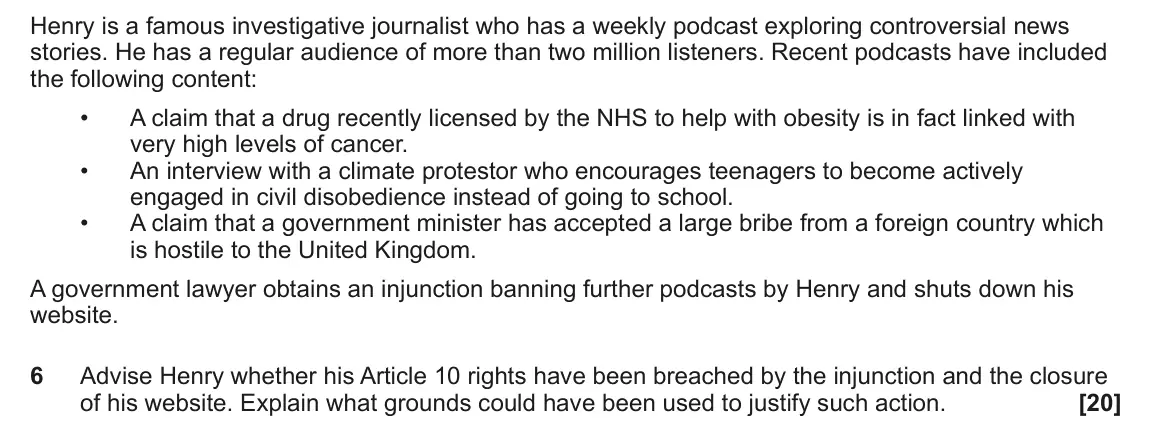 Henry is a famous investigative journalist who has a weekly podcast exploring controversial news
stories. He has a regular audience of more than two million listeners. Recent podcasts have included
the following content:
• A claim that a drug recently licensed by the NHS to help with obesity is in fact linked with
very high levels of cancer.
• An interview with a climate protestor who encourages teenagers to become actively
engaged in civil disobedience instead of going to school.
• A claim that a government minister has accepted a large bribe from a foreign country which
is hostile to the United Kingdom.
A government lawyer obtains an injunction banning further podcasts by Henry and shuts down his
website.
6 Advise Henry whether his Article 10 rights have been breached by the injunction and the closure
of his website. Explain what grounds could have been used to justify such action. [20]